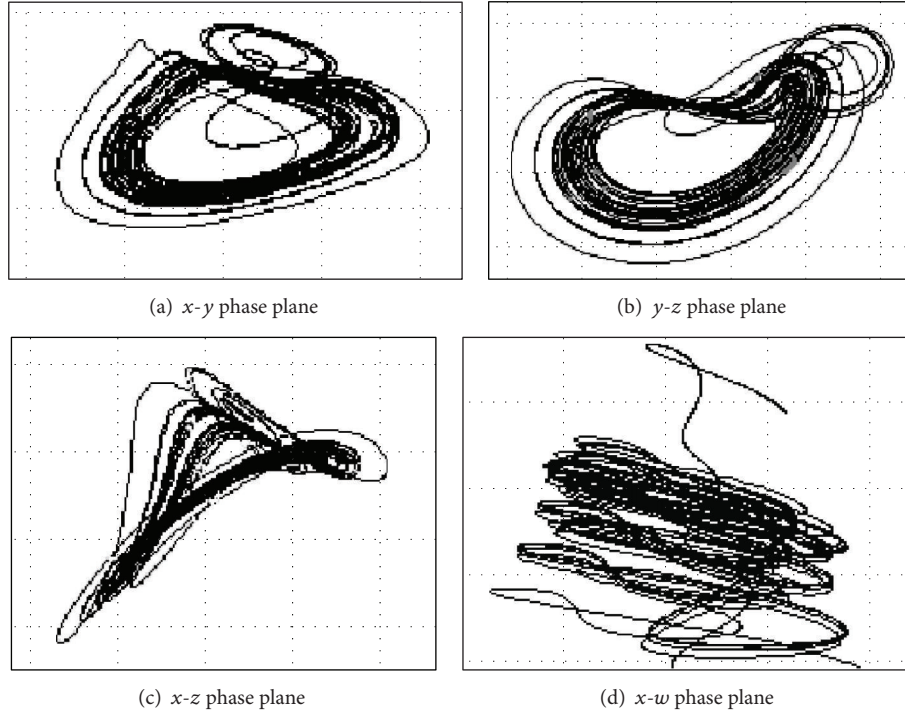 (a) x-y phase plane
(b) y-z phase plane
(c) x-z phase plane
(d) x-w phase plane